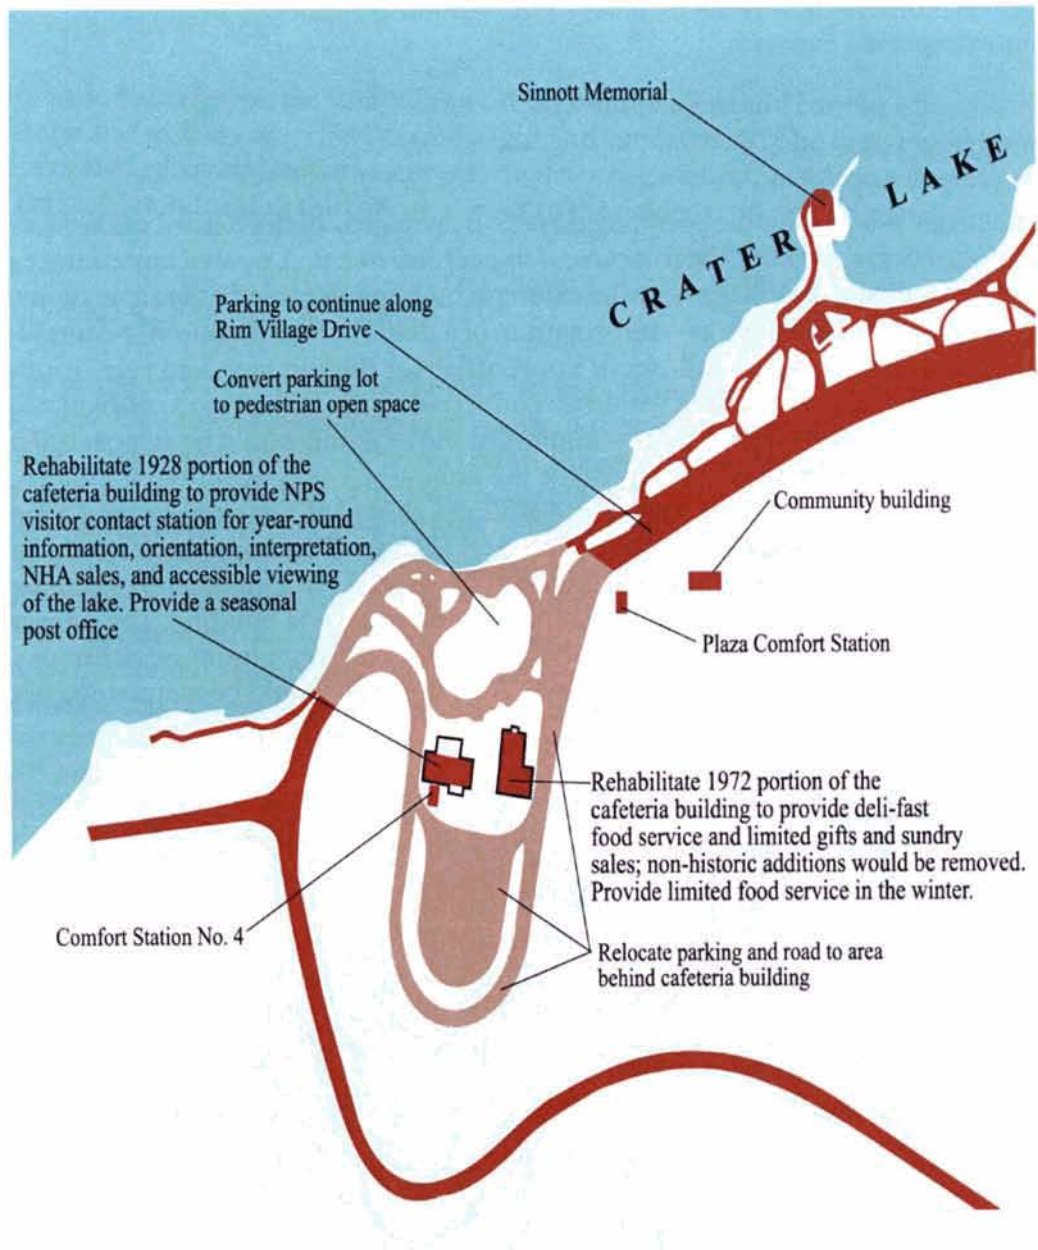 Sinnott Memorial
CRATER LAKE
Parking to continue along
Rim Village Drive
Convert parking lot
to pedestrian open space
Rehabilitate 1928 portion of the
cafeteria building to provide NPS
visitor contact station for year-round
information, orientation, interpretation,
NHA sales, and accessible viewing
of the lake. Provide a seasonal
post office
Community building
Plaza Comfort Station
Rehabilitate 1972 portion of the
cafeteria building to provide deli-fast
food service and limited gifts and sundry
sales; non-historic additions would be removed.
Provide limited food service in the winter.
Comfort Station No. 4
Relocate parking and road to area
behind cafeteria building